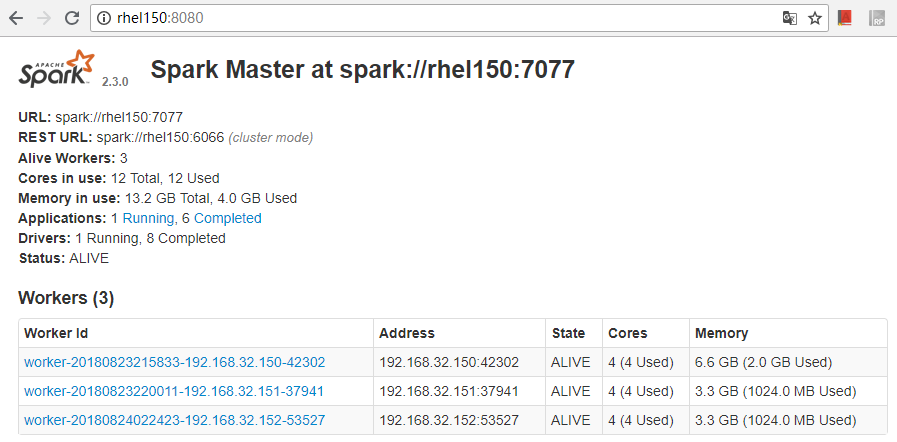 rhel150:8080
APACHE
Spark 2.3.0 Spark Master at spark://rhel150:7077
URL: spark://rhel150:7077
REST URL: spark://rhel150:6066 (cluster mode)
Alive Workers: 3
Cores in use: 12 Total, 12 Used
Memory in use: 13.2 GB Total, 4.0 GB Used
Applications: 1 Running, 6 Completed
Drivers: 1 Running, 8 Completed
Status: ALIVE
Workers (3)
Worker Id Address State Cores Memory
worker-20180823215833-192.168.32.150-42302 192.168.32.150:42302 ALIVE 4 (4 Used) 6.6 GB (2.0 GB Used)
worker-20180823220011-192.168.32.151-37941 192.168.32.151:37941 ALIVE 4 (4 Used) 3.3 GB (1024.0 MB Used)
worker-20180824022423-192.168.32.152-53527 192.168.32.152:53527 ALIVE 4 (4 Used) 3.3 GB (1024.0 MB Used)